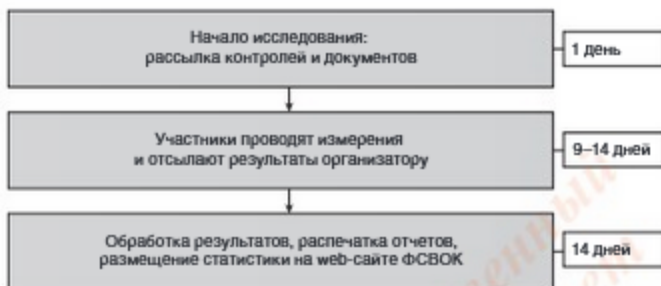 Начало исследования:
рассылка контролей и документов
1 день
Участники проводят измерения
и отсылают результаты организатору
9–14 дней
Обработка результатов, распечатка отчетов,
размещение статистики на web-сайте ФСВОК
14 дней